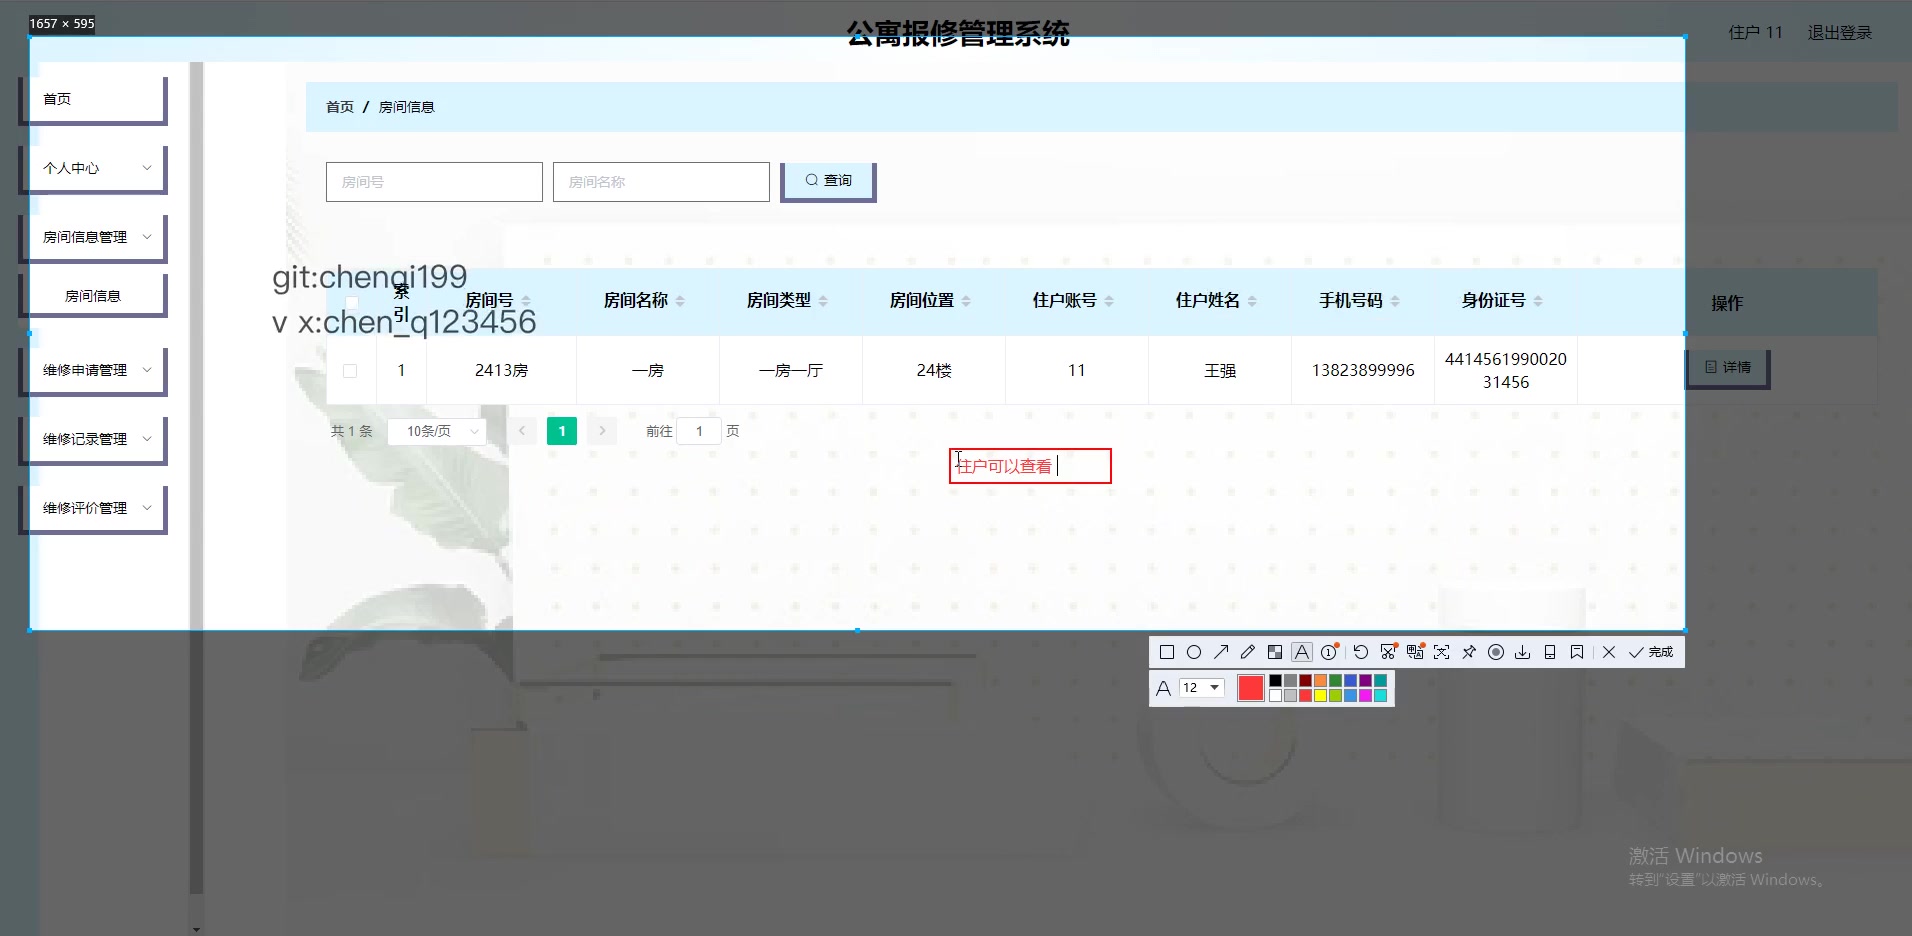 1657 × 595
公寓报修管理系统
住户 11 退出登录
首页
个人中心
房间信息管理
房间信息
维修申请管理
维修记录管理
维修评价管理
首页 / 房间信息
房间号 房间名称 查询
git:chenqi199
v x:chen_q123456
索引 房间号 房间名称 房间类型 房间位置 住户账号 住户姓名 手机号码 身份证号 操作
1 2413房 一房 一房一厅 24楼 11 王强 13823899996 4414561990020
31456
详情
共 1 条 10条/页 1 前往 1 页
住户可以查看
完成
A 12
激活 Windows
转到"设置"以激活 Windows。